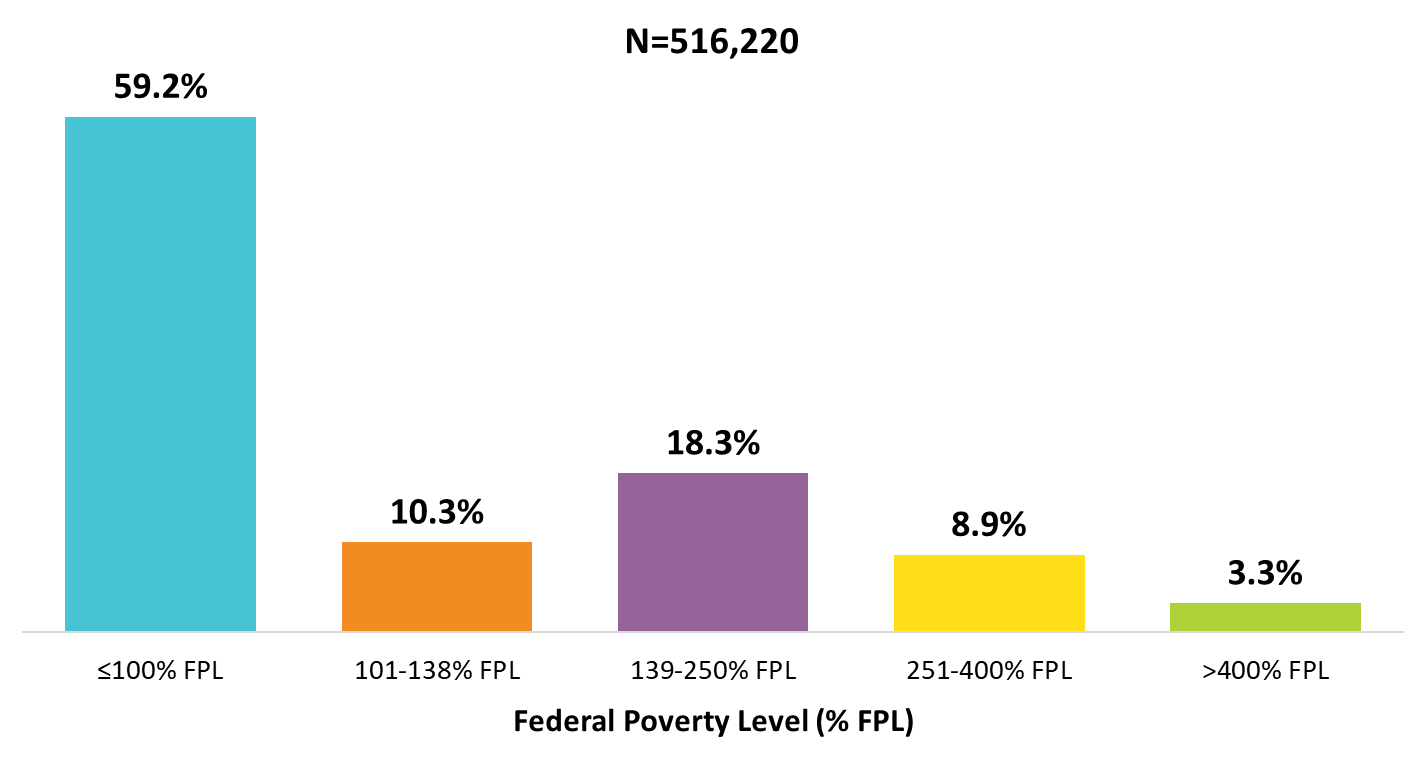 N=516,220
59.2%
10.3%
18.3%
8.9%
3.3%
≤100% FPL
101-138% FPL
139-250% FPL
251-400% FPL
>400% FPL
Federal Poverty Level (% FPL)